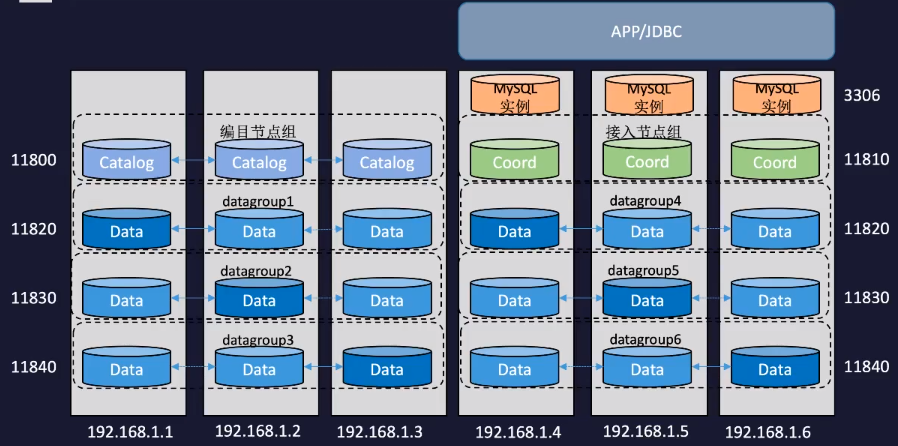 APP/JDBC
MySQL
实例
MySQL
实例
MySQL
实例
3306
编目节点组
接入节点组
11800
Catalog
Catalog
Catalog
Coord
Coord
Coord
11810
datagroup1
datagroup4
11820
Data
Data
Data
Data
Data
Data
11820
datagroup2
datagroup5
11830
Data
Data
Data
Data
Data
Data
11830
datagroup3
datagroup6
11840
Data
Data
Data
Data
Data
Data
11840
192.168.1.1
192.168.1.2
192.168.1.3
192.168.1.4
192.168.1.5
192.168.1.6